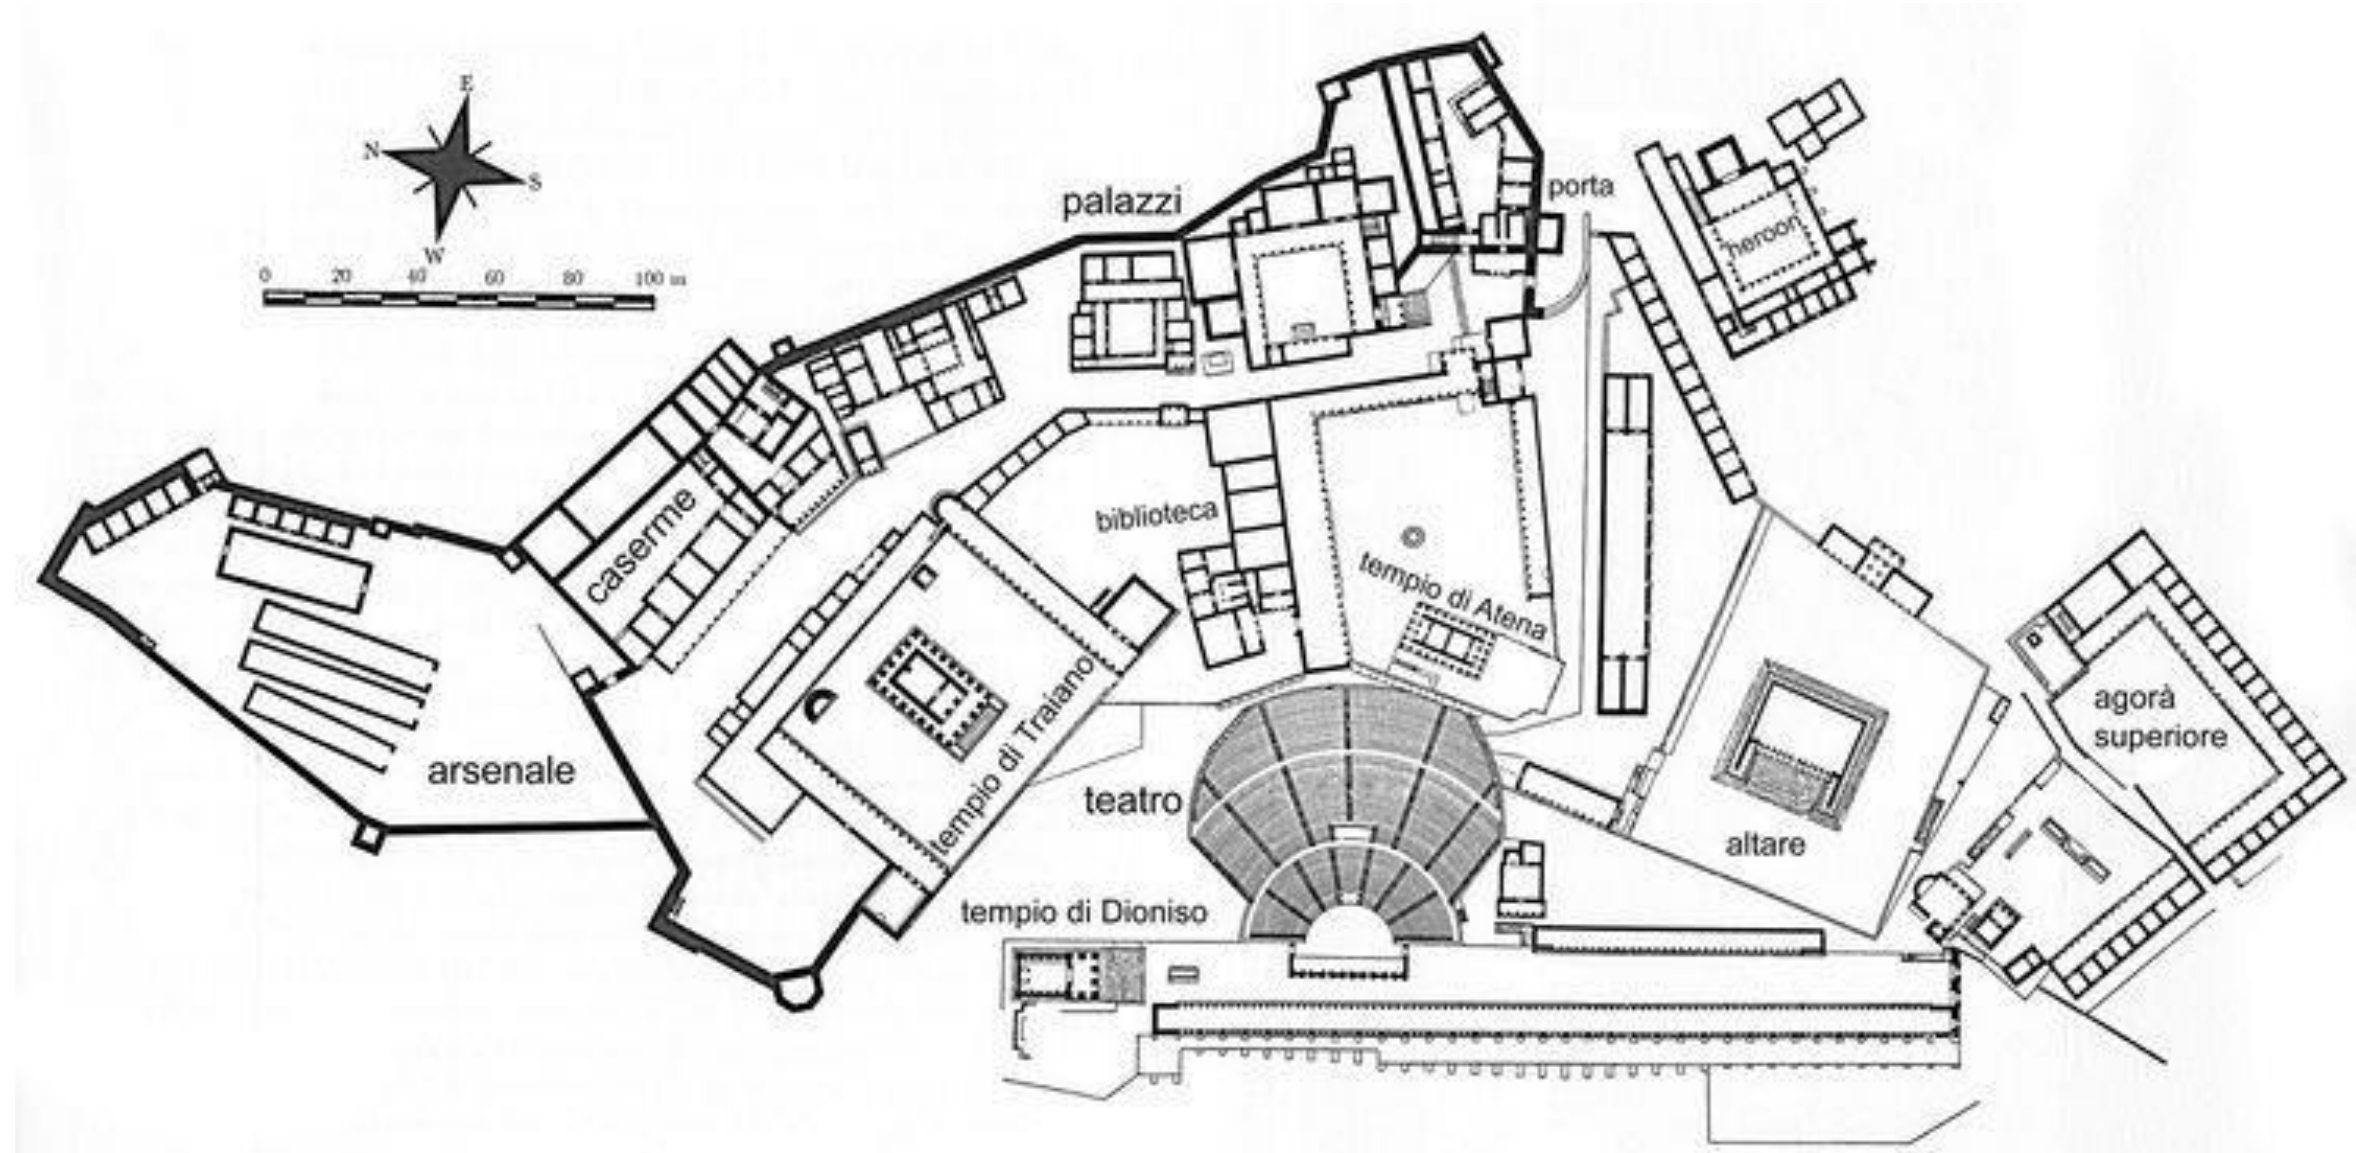 E
N
S
W
0 20 40 60 80 100 m
palazzi
porta
heroon
biblioteca
caserme
tempio di Atena
tempio di Traiano
agorà
superiore
arsenale
teatro
altare
tempio di Dioniso